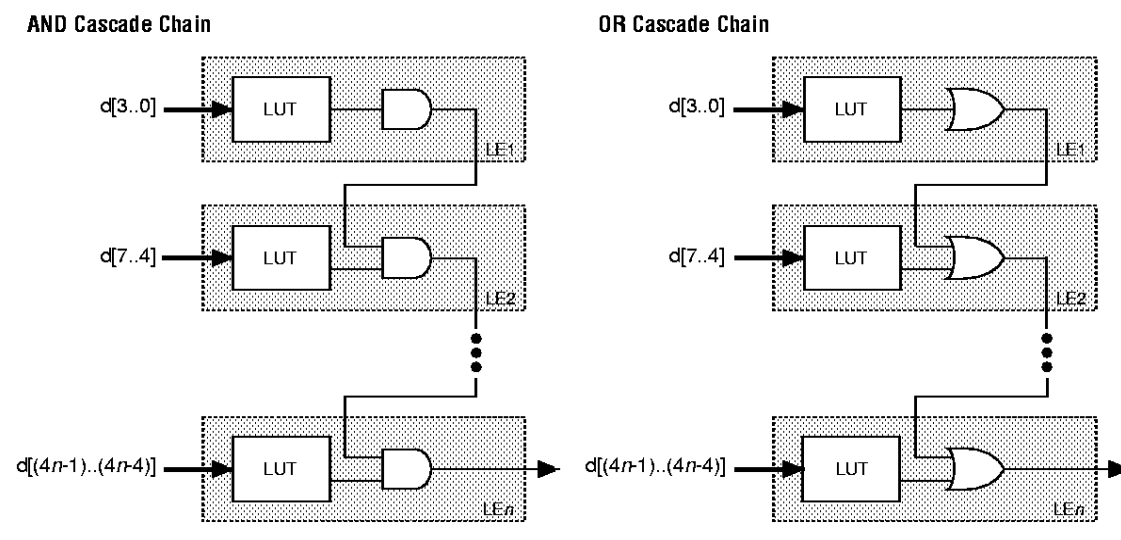 AND Cascade Chain
OR Cascade Chain
d[3..0]
LUT
LE1
d[7..4]
LUT
LE2
d[(4n-1)..(4n-4)]
LUT
LEn
d[3..0]
LUT
LE1
d[7..4]
LUT
LE2
d[(4n-1)..(4n-4)]
LUT
LEn